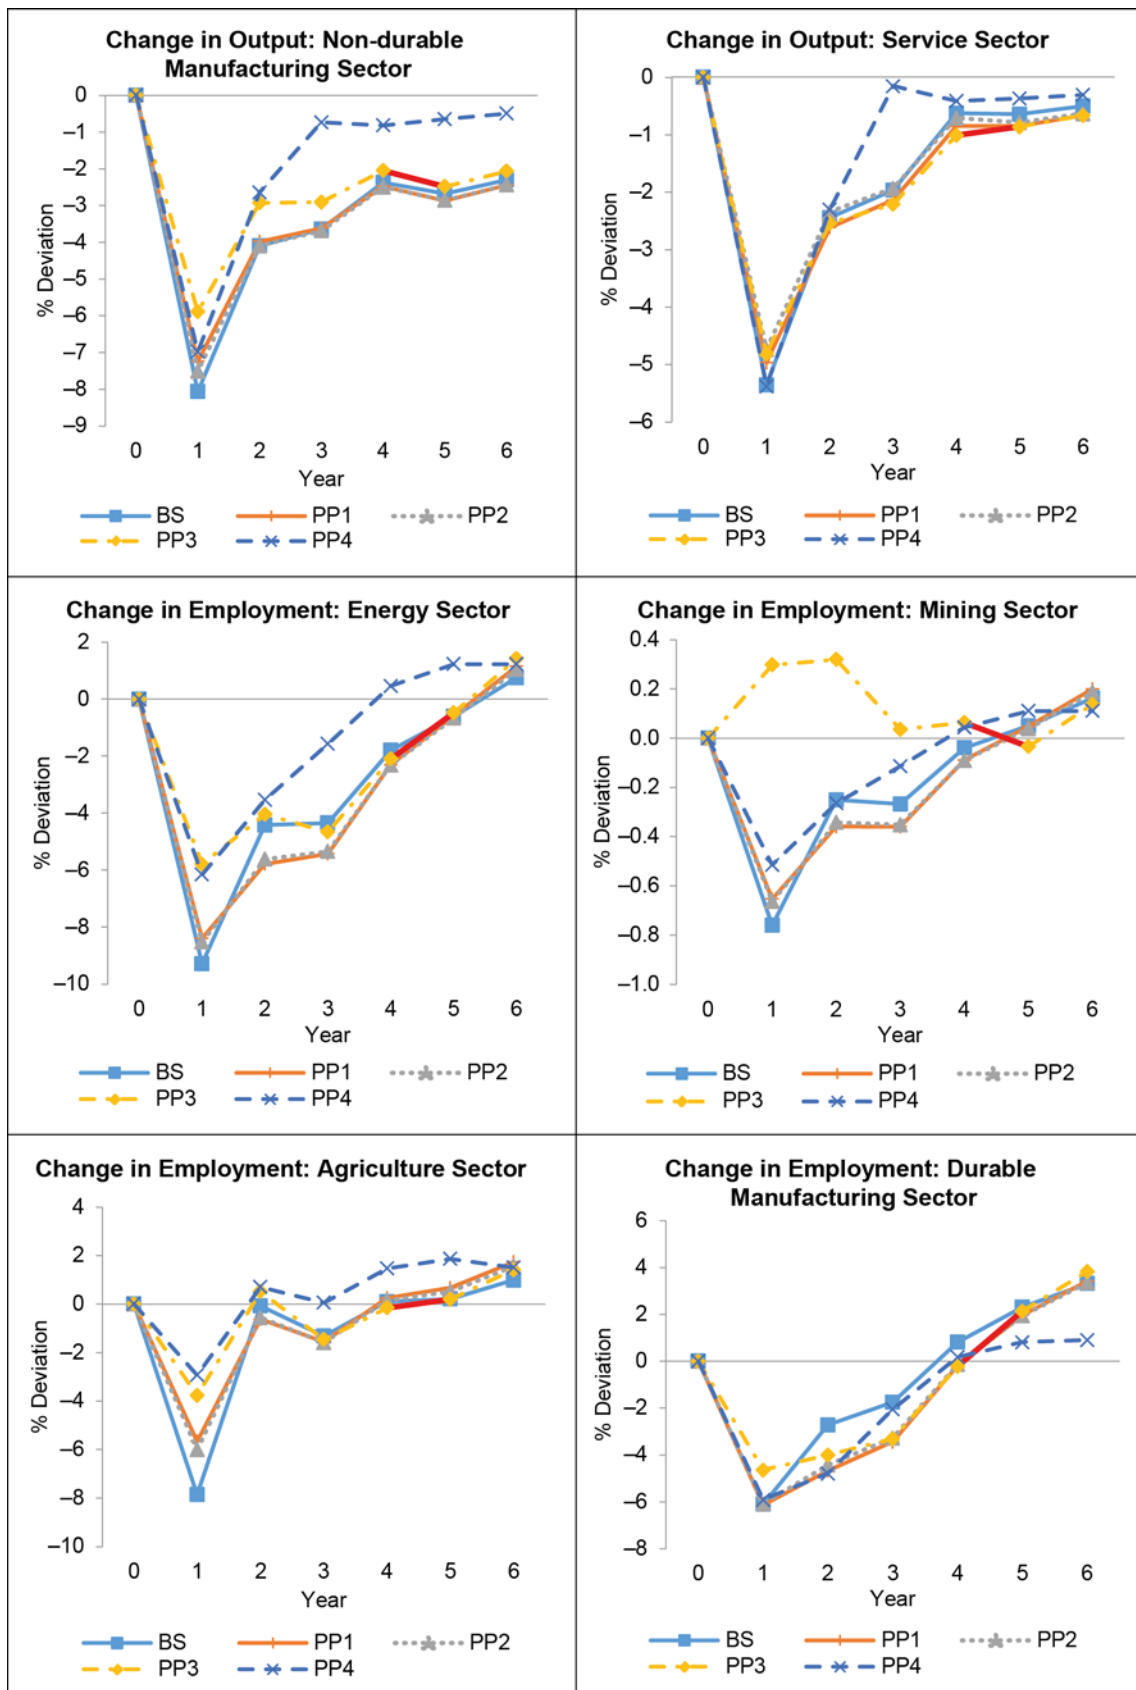 Change in Output: Non-durable
Manufacturing Sector
0
–1
–2
–3
–4
–5
–6
–7
–8
–9
% Deviation
0 1 2 3 4 5 6
Year
BS PP1 PP2
PP3 PP4
Change in Output: Service Sector
0
–1
–2
–3
–4
–5
–6
% Deviation
0 1 2 3 4 5 6
Year
BS PP1 PP2
PP3 PP4
Change in Employment: Energy Sector
2
0
–2
–4
–6
–8
–10
% Deviation
0 1 2 3 4 5 6
Year
BS PP1 PP2
PP3 PP4
Change in Employment: Mining Sector
0.4
0.2
0.0
–0.2
–0.4
–0.6
–0.8
–1.0
% Deviation
0 1 2 3 4 5 6
Year
BS PP1 PP2
PP3 PP4
Change in Employment: Agriculture Sector
4
2
0
–2
–4
–6
–8
–10
% Deviation
0 1 2 3 4 5 6
Year
BS PP1 PP2
PP3 PP4
Change in Employment: Durable
Manufacturing Sector
6
4
2
0
–2
–4
–6
–8
% Deviation
0 1 2 3 4 5 6
Year
BS PP1 PP2
PP3 PP4